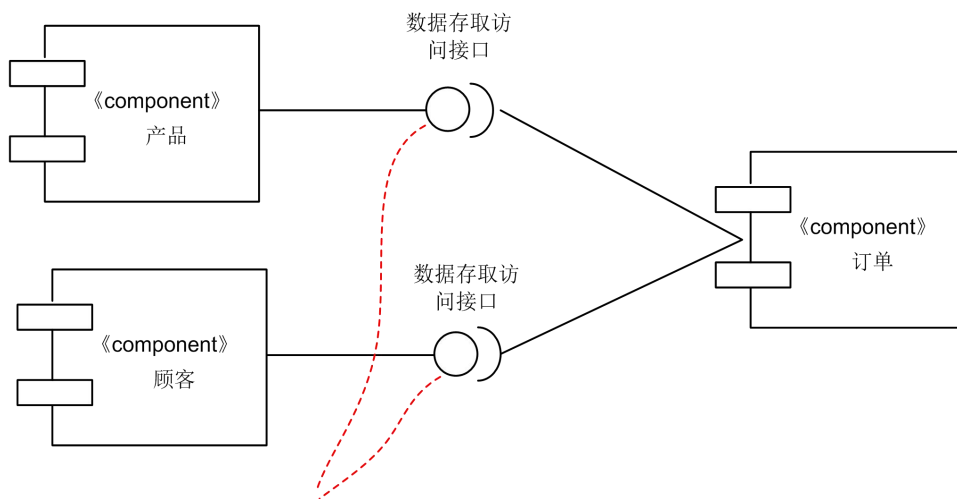 数据存取访
问接口
《component》
产品
《component》
订单
数据存取访
问接口
《component》
顾客